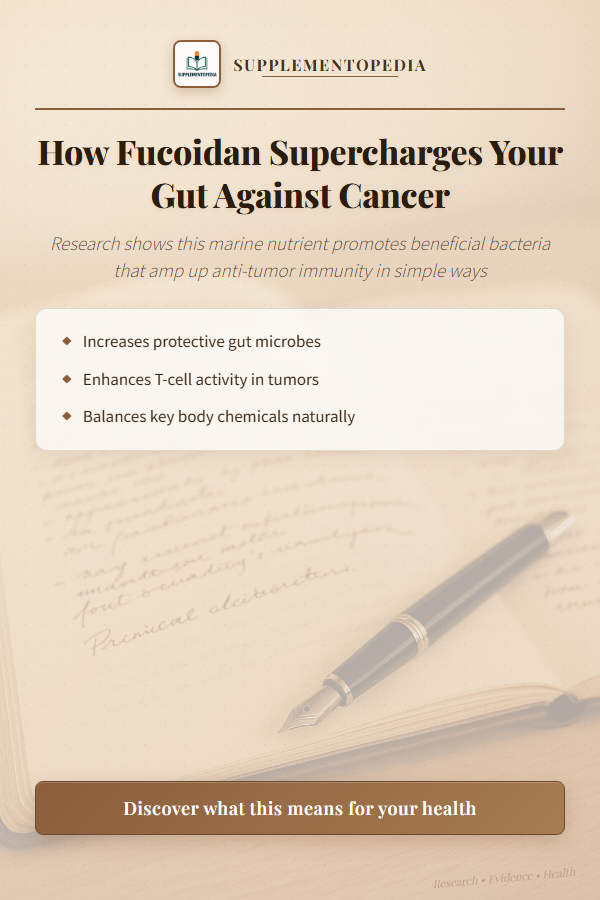 SUPPLEMENTOPEDIA
SUPPLEMENTOPEDIA
How Fucoidan Supercharges Your
Gut Against Cancer
Research shows this marine nutrient promotes beneficial bacteria
that amp up anti-tumor immunity in simple ways
Increases protective gut microbes
Enhances T-cell activity in tumors
Balances key body chemicals naturally
Discover what this means for your health
Research • Evidence • Health